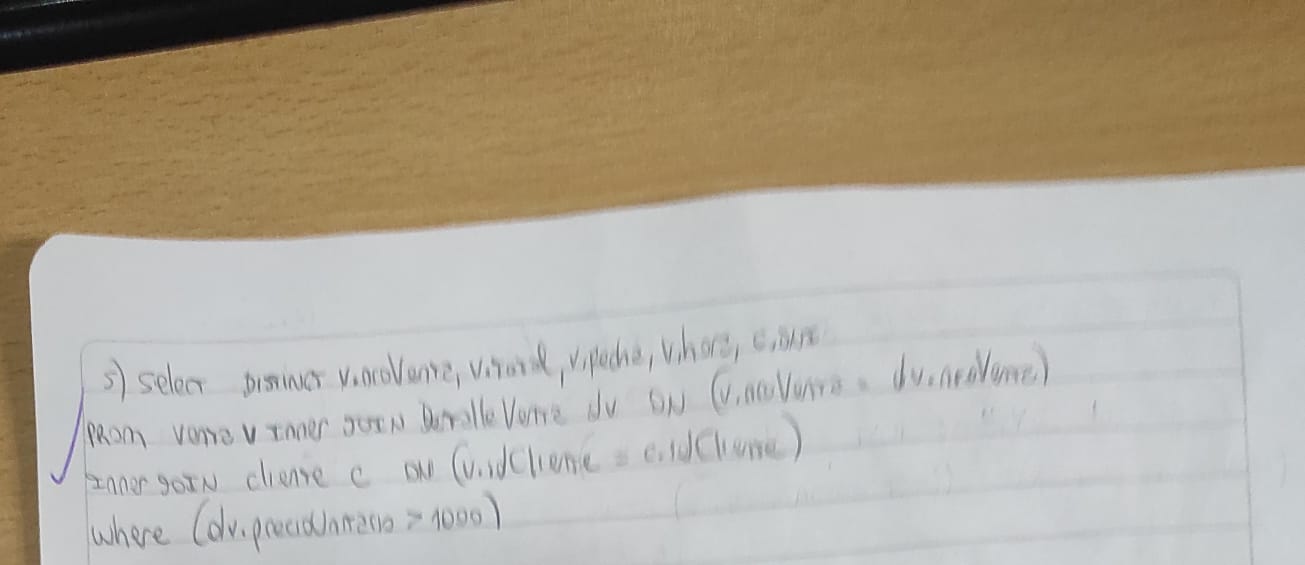 5) select DISTINCT v.nroVenta, v.total, v.fecha, v.hora, c.DNI
FROM venta v inner JOIN DetalleVenta dv ON (v.nroVenta = dv.nroVenta)
inner JOIN cliente c ON (v.idCliente = c.idCliente)
where (dv.precioUnitario > 1000)